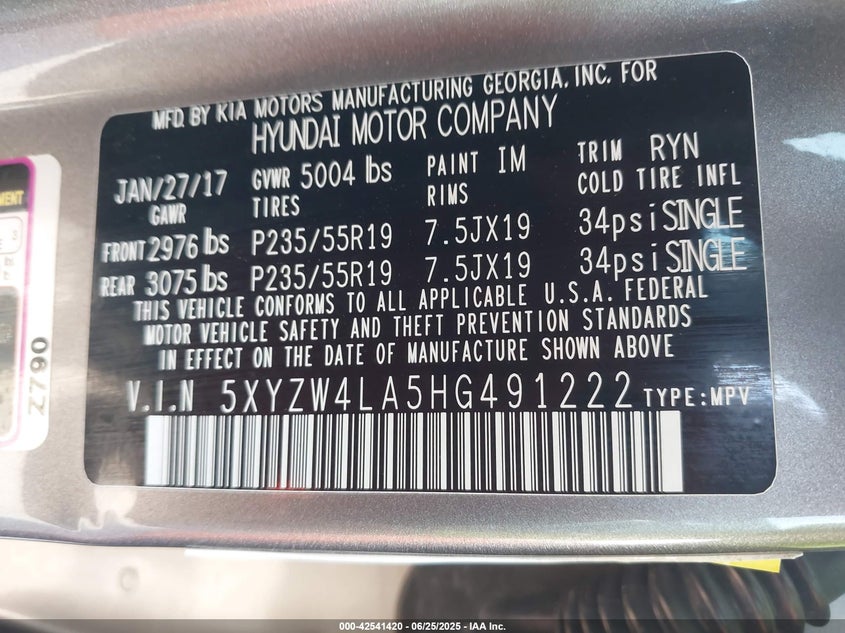 MFD. BY KIA MOTORS MANUFACTURING GEORGIA, INC. FOR
HYUNDAI MOTOR COMPANY
JAN/27/17 GVWR 5004 lbs PAINT IM TRIM RYN
GAWR TIRES RIMS COLD TIRE INFL
FRONT 2976 lbs P235/55R19 7.5JX19 34psi SINGLE
REAR 3075 lbs P235/55R19 7.5JX19 34psi SINGLE
THIS VEHICLE CONFORMS TO ALL APPLICABLE U.S.A. FEDERAL
MOTOR VEHICLE SAFETY AND THEFT PREVENTION STANDARDS
IN EFFECT ON THE DATE OF MANUFACTURE SHOWN ABOVE
V.I.N 5XYZW4LA5HG491222 TYPE:MPV
Z790
000-42541420 - 06/25/2025 - IAA Inc.